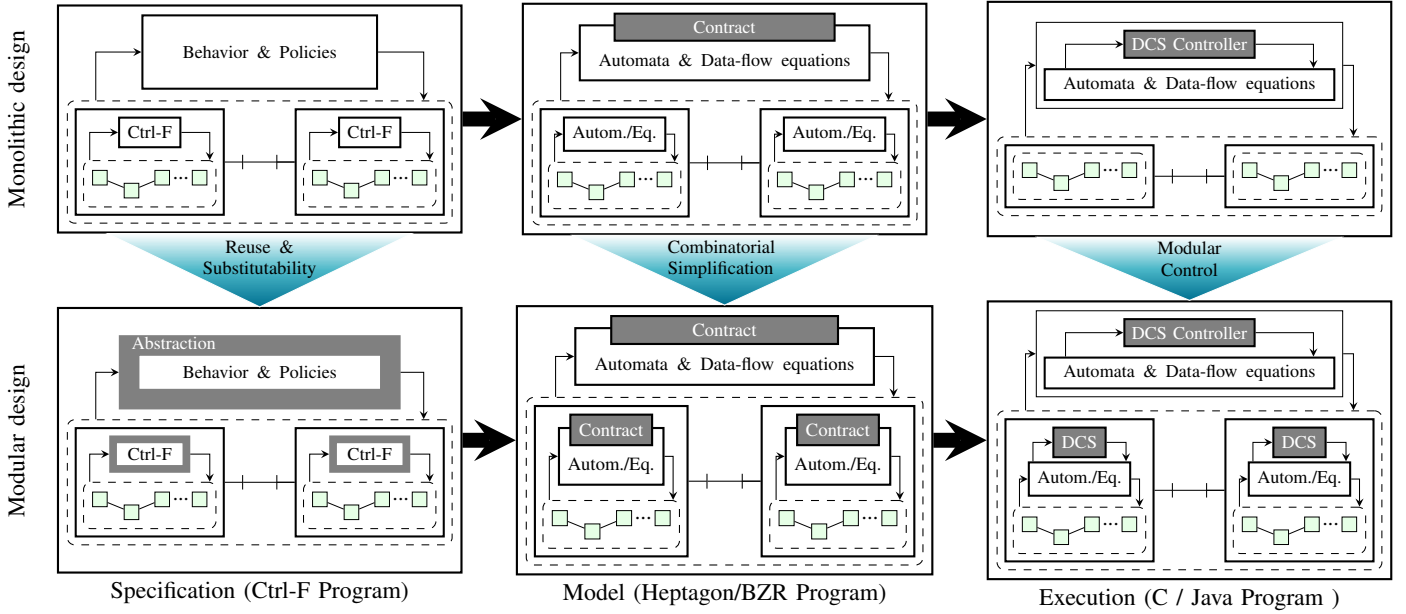 Monolithic design
Behavior & Policies
Ctrl-F
Ctrl-F
Contract
Automata & Data-flow equations
Autom./Eq.
Autom./Eq.
DCS Controller
Automata & Data-flow equations
Reuse &
Substitutability
Combinatorial
Simplification
Modular
Control
Modular design
Abstraction
Behavior & Policies
Ctrl-F
Ctrl-F
Contract
Automata & Data-flow equations
Contract
Autom./Eq.
Contract
Autom./Eq.
DCS Controller
Automata & Data-flow equations
DCS
Autom./Eq.
DCS
Autom./Eq.
Specification (Ctrl-F Program)
Model (Heptagon/BZR Program)
Execution (C / Java Program )